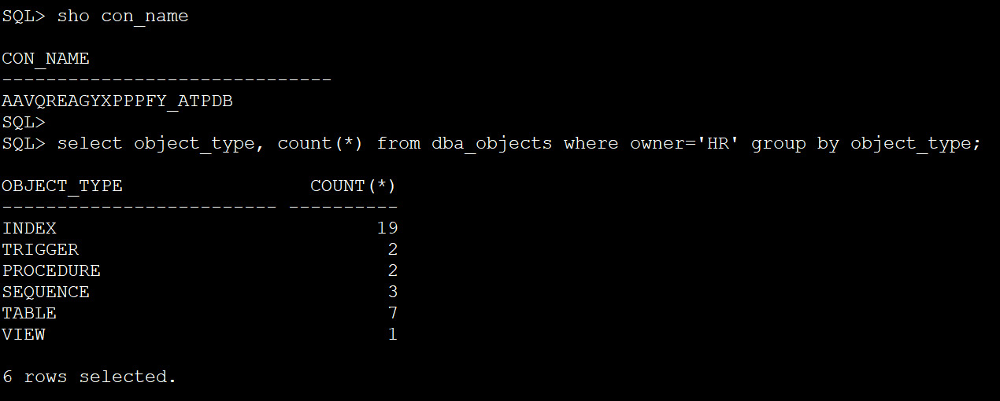 SQL> sho con_name
CON_NAME
------------------------------
AAVQREAGYXPPPFY_ATPDB
SQL>
SQL> select object_type, count(*) from dba_objects where owner='HR' group by object_type;
OBJECT_TYPE                 COUNT(*)
------------------------- ----------
INDEX                             19
TRIGGER                            2
PROCEDURE                          2
SEQUENCE                           3
TABLE                              7
VIEW                               1
6 rows selected.